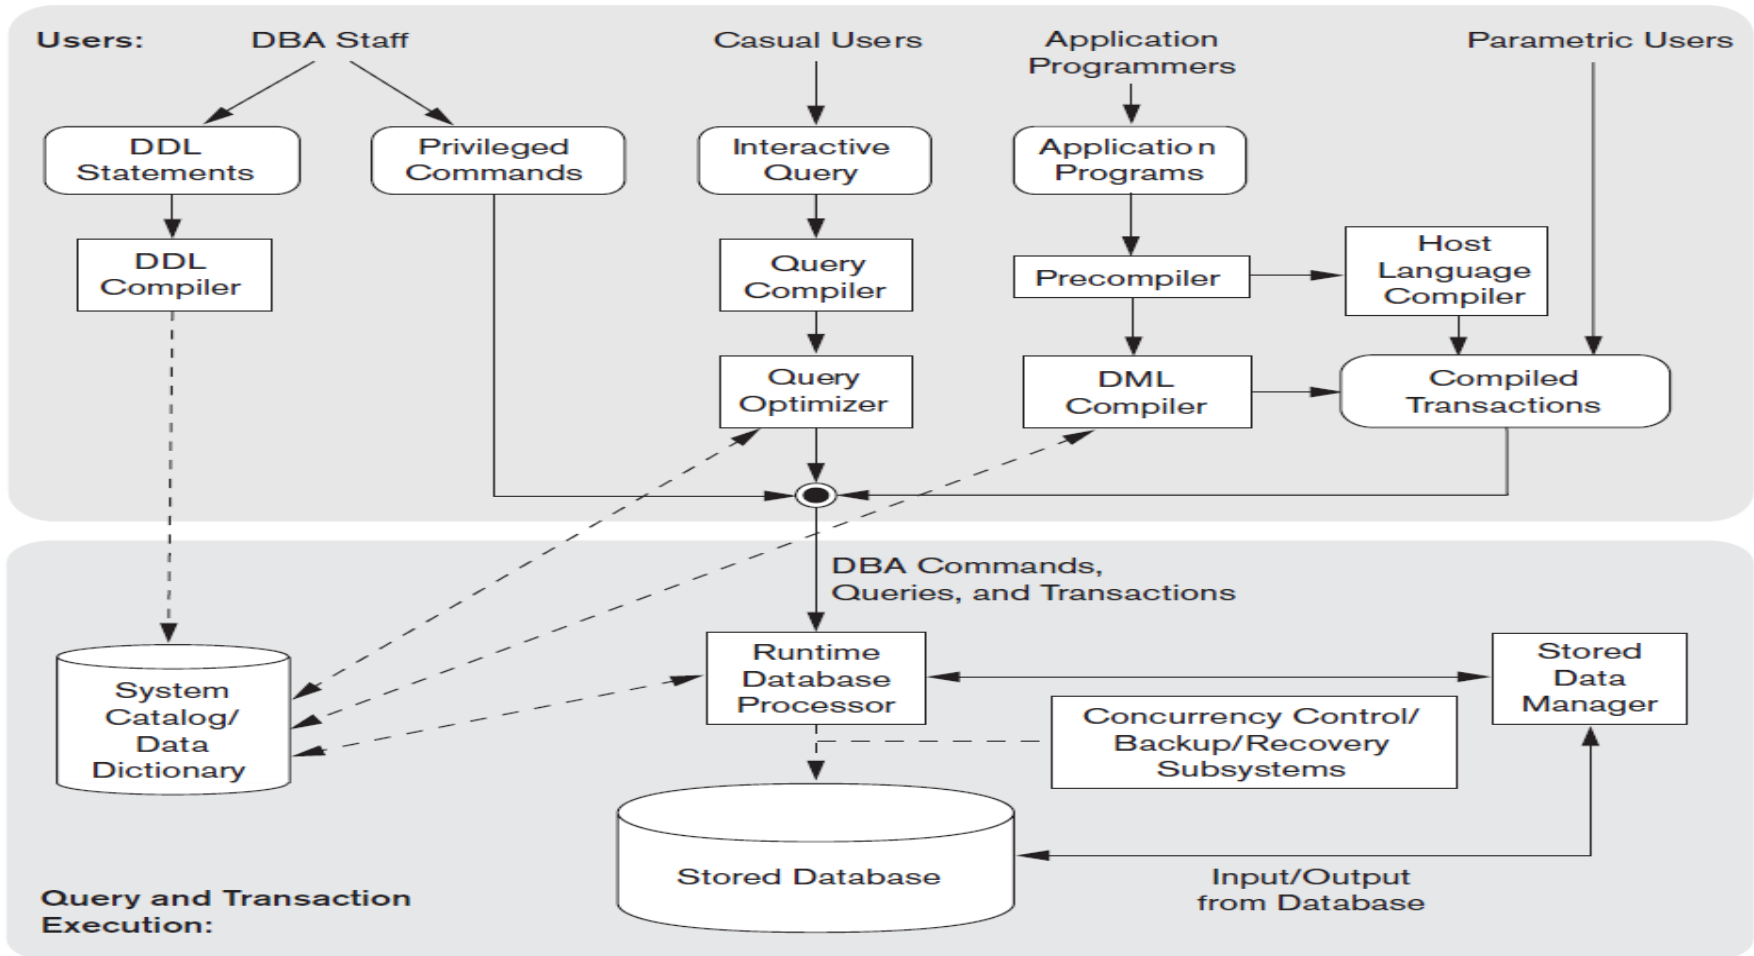 Users:
DBA Staff
Casual Users
Application
Programmers
Parametric Users
DDL
Statements
Privileged
Commands
Interactive
Query
Application
Programs
DDL
Compiler
Query
Compiler
Precompiler
Host
Language
Compiler
Query
Optimizer
DML
Compiler
Compiled
Transactions
DBA Commands,
Queries, and Transactions
System
Catalog/
Data
Dictionary
Runtime
Database
Processor
Stored
Data
Manager
Concurrency Control/
Backup/Recovery
Subsystems
Stored Database
Input/Output
from Database
Query and Transaction
Execution: